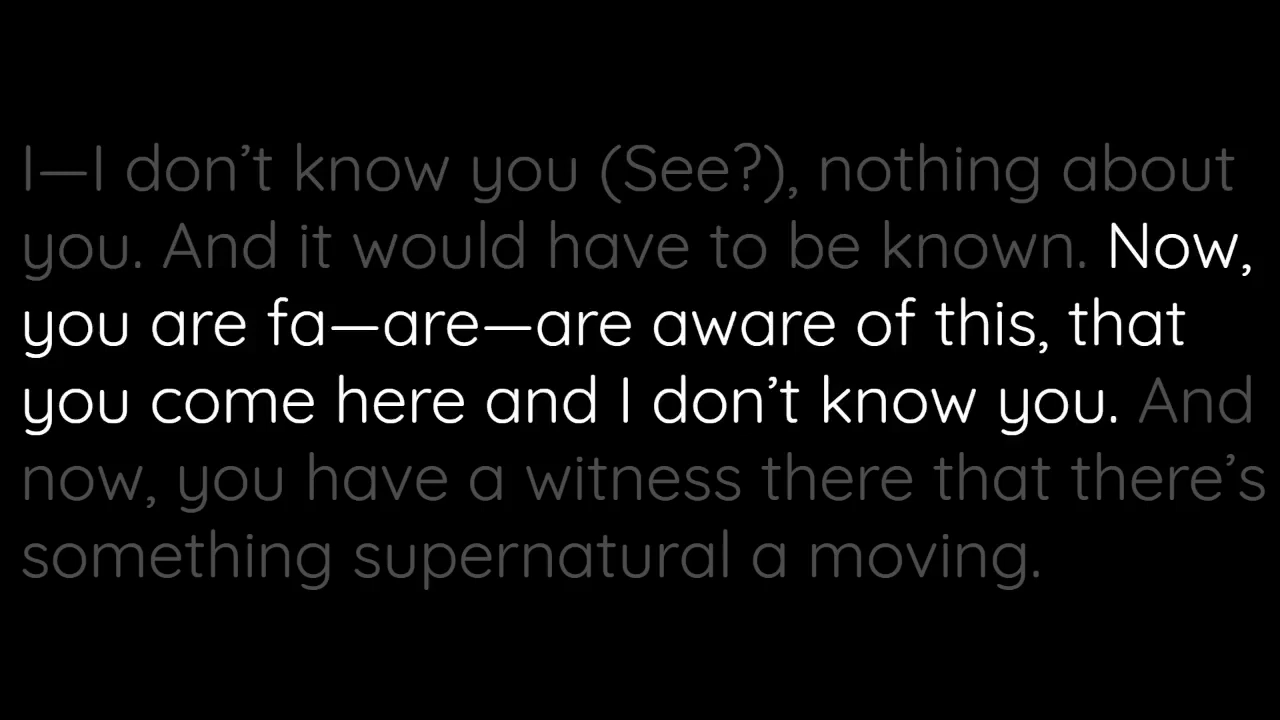 I—I don’t know you (See?), nothing about
you. And it would have to be known. Now,
you are fa—are—are aware of this, that
you come here and I don’t know you. And
now, you have a witness there that there’s
something supernatural a moving.